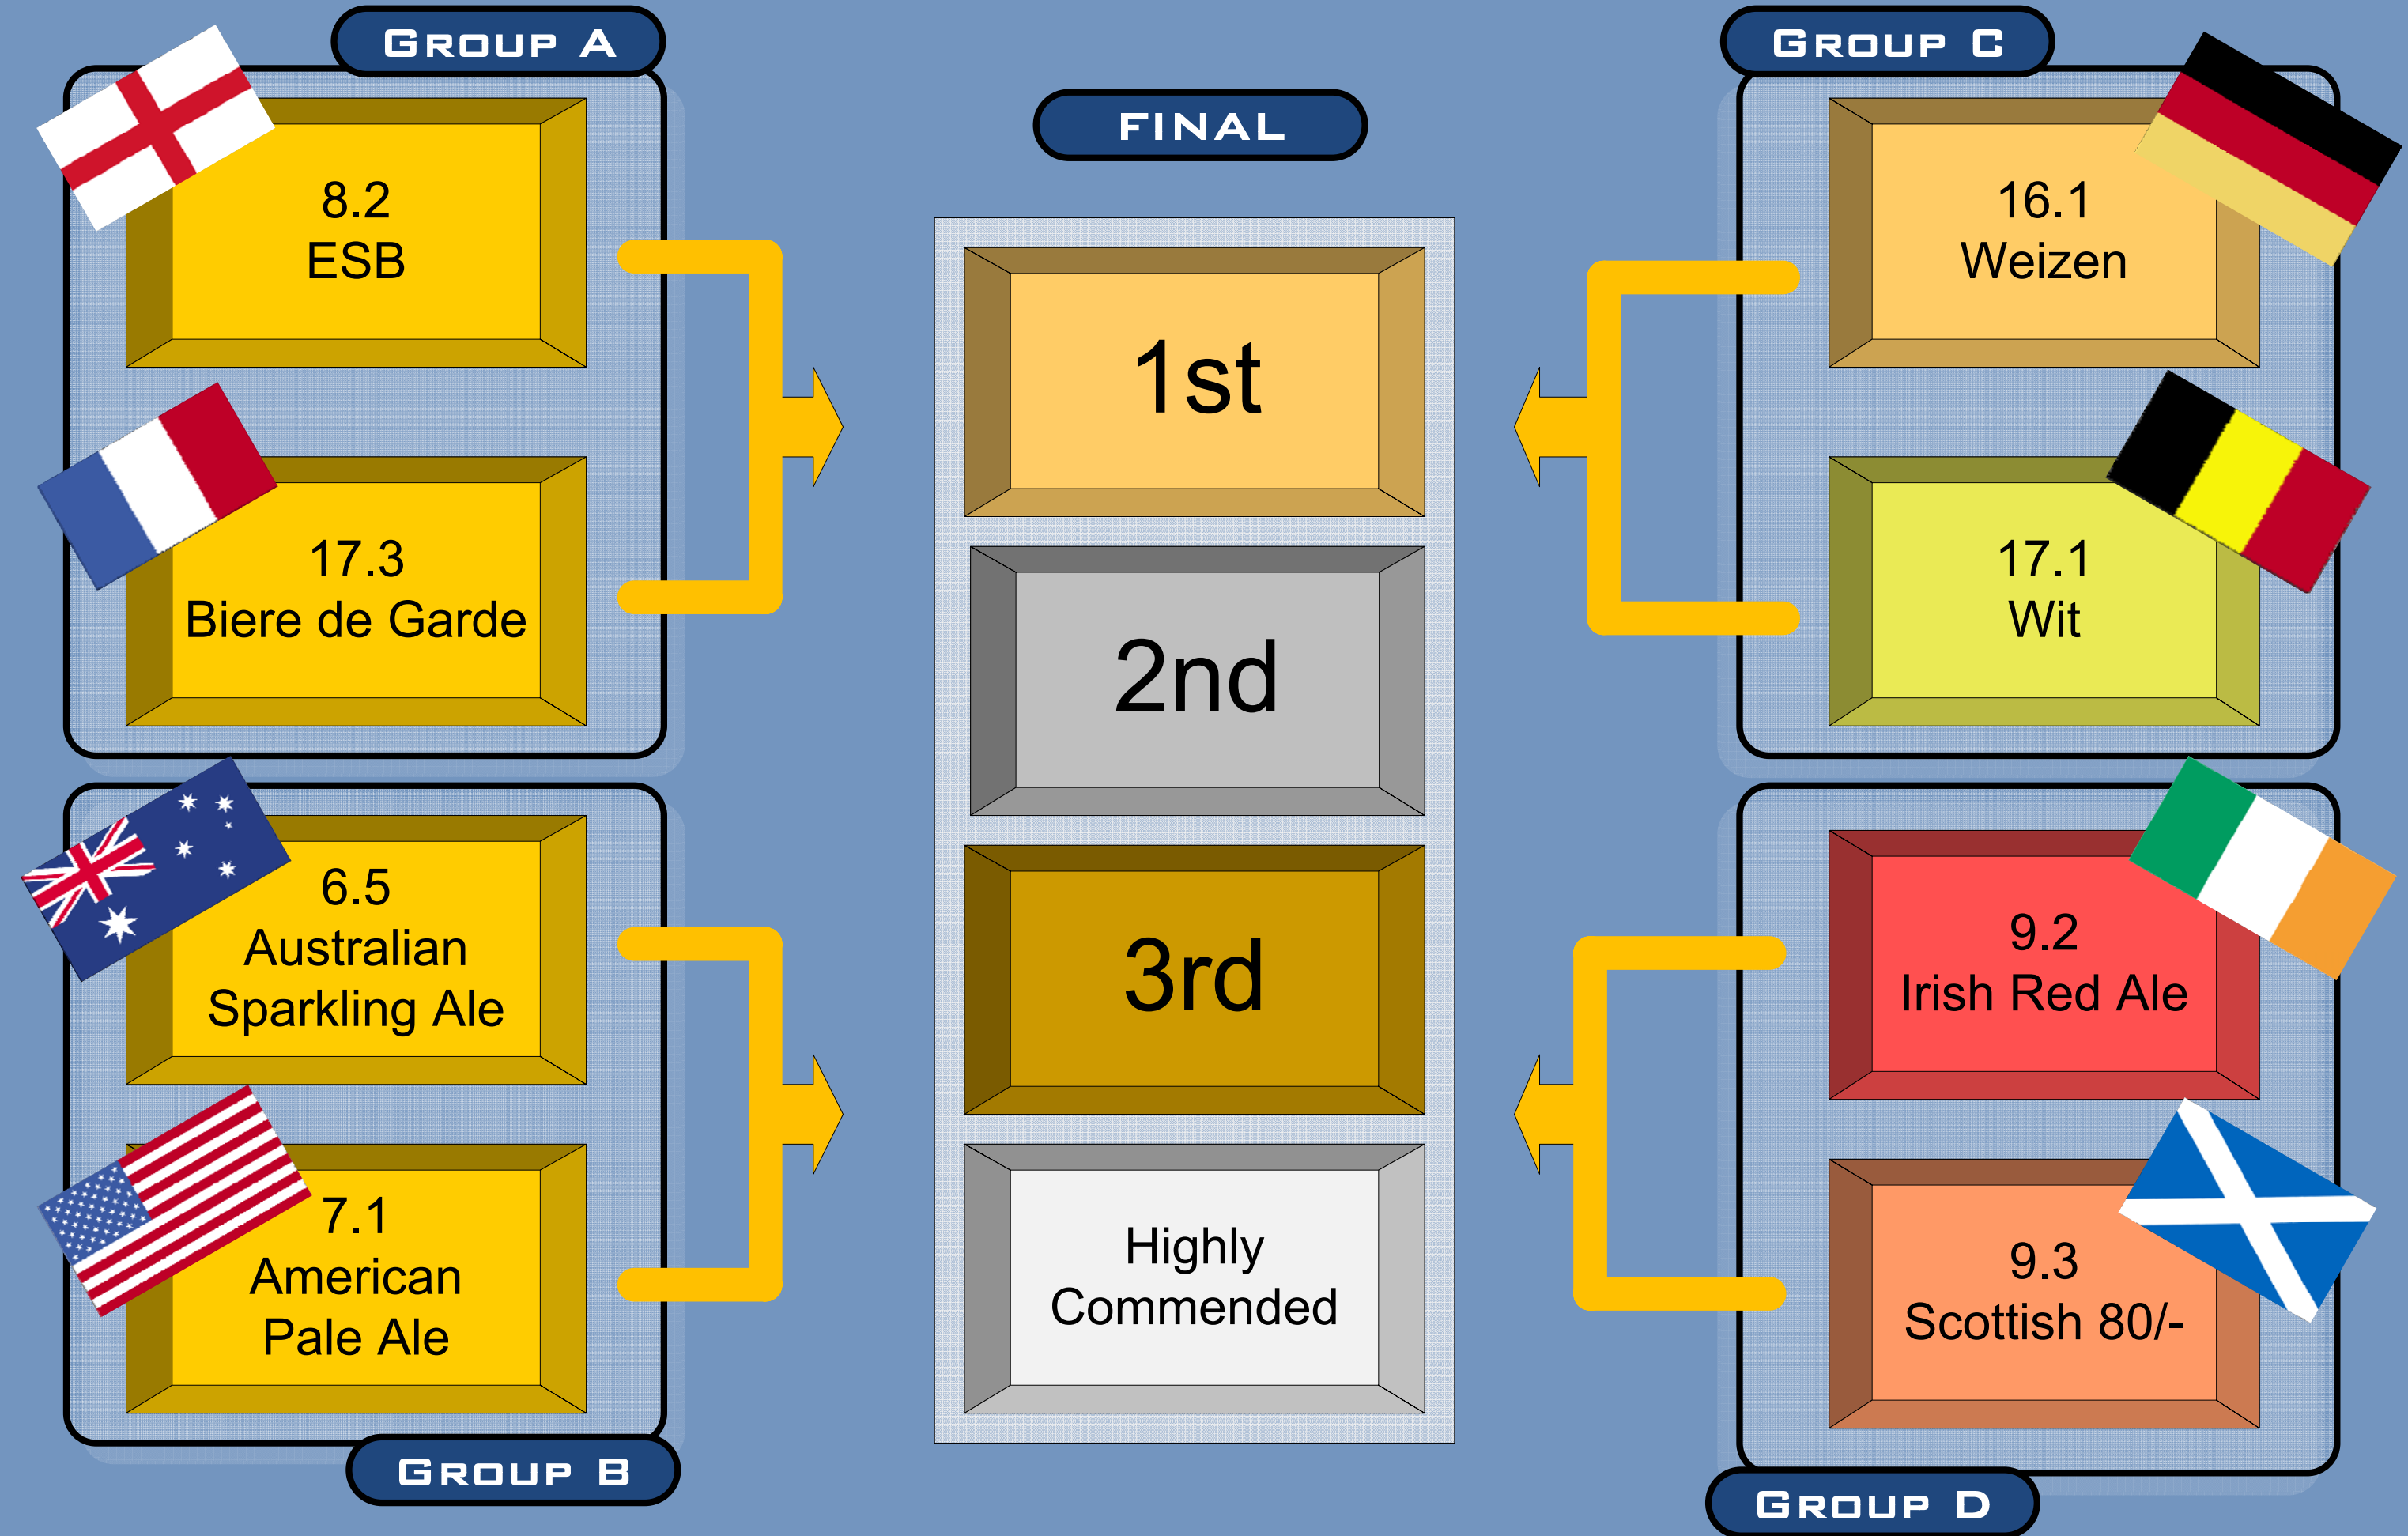 GROUP A
8.2
ESB
17.3
Biere de Garde
6.5
Australian
Sparkling Ale
7.1
American
Pale Ale
GROUP B
FINAL
1st
2nd
3rd
Highly
Commended
GROUP C
16.1
Weizen
17.1
Wit
9.2
Irish Red Ale
9.3
Scottish 80/-
GROUP D